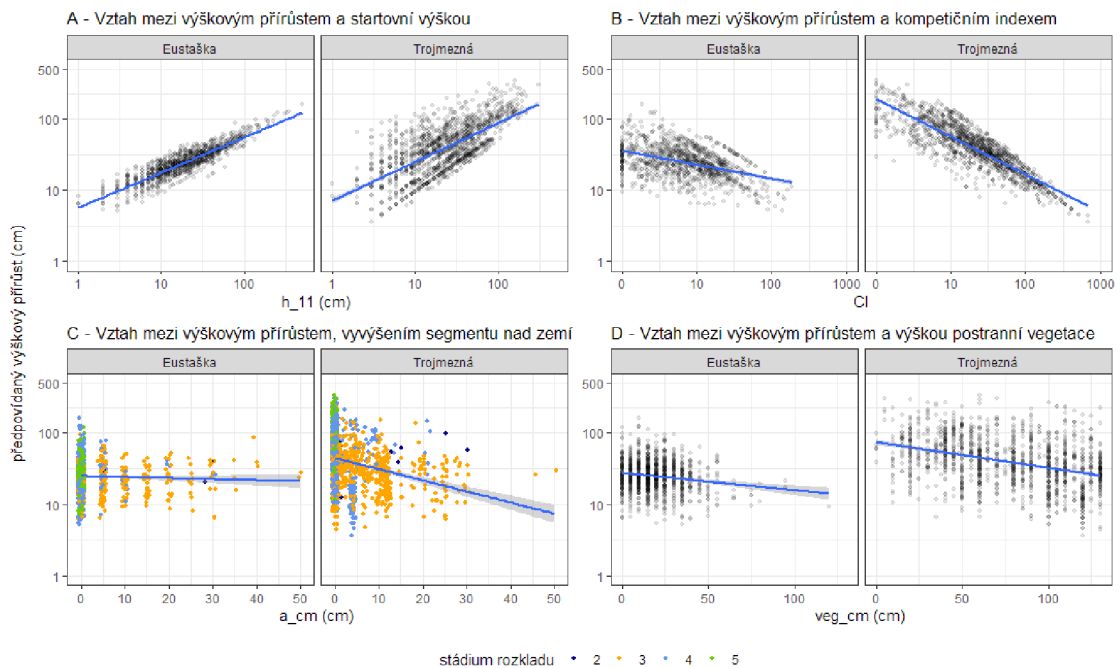 A - Vztah mezi výškovým přírůstem a startovní výškou
B - Vztah mezi výškovým přírůstem a kompetičním indexem
Eustaška
Trojmezná
Eustaška
Trojmezná
500
100
10
1
500
100
10
1
1
10
100
1
10
100
0
10
100
1000
0
10
100
1000
h_11 (cm)
CI
předpovídaný výškový přírůst (cm)
C - Vztah mezi výškovým přírůstem, vyvýšením segmentu nad zemí
D - Vztah mezi výškovým přírůstem a výškou postranní vegetace
Eustaška
Trojmezná
Eustaška
Trojmezná
500
100
10
1
500
100
10
1
0
10
20
30
40
50
0
10
20
30
40
50
0
50
100
0
50
100
a_cm (cm)
veg_cm (cm)
stádium rozkladu 2 3 4 5